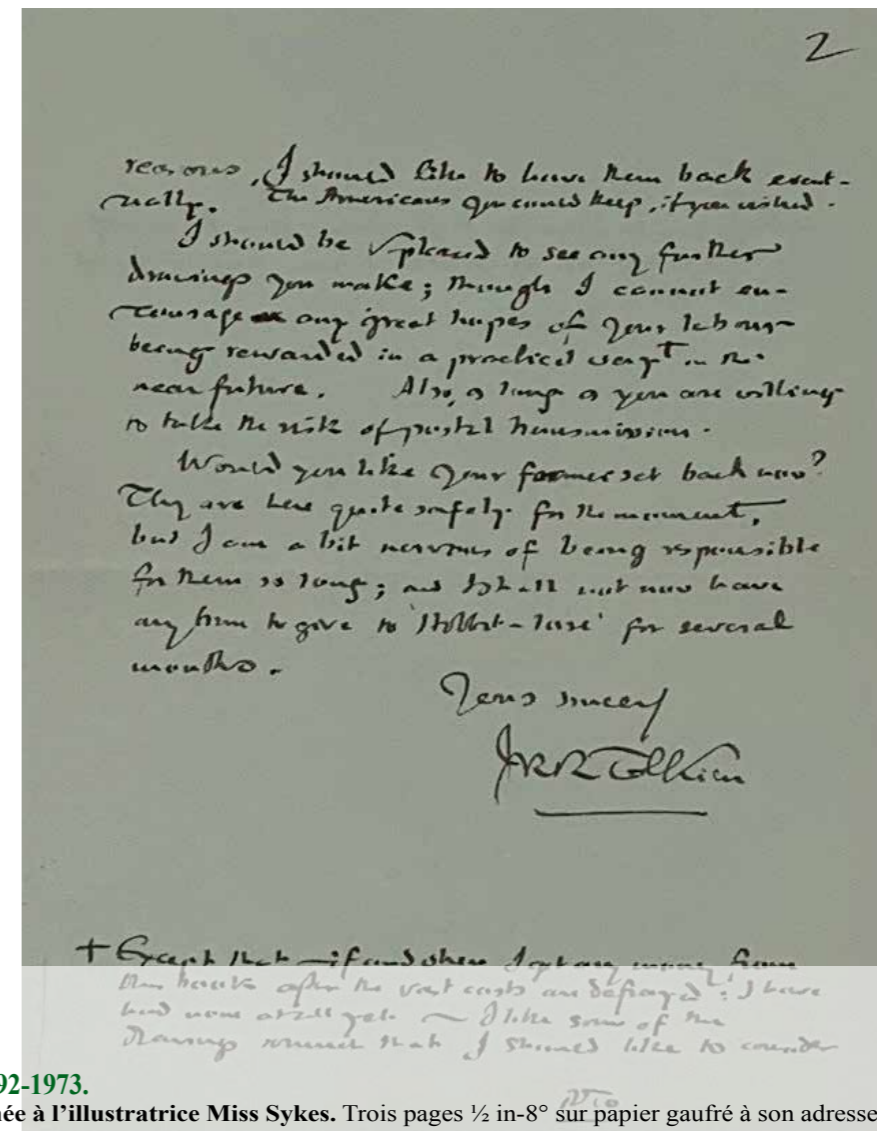 2
reasons, I should like to have them back event-
ually. The Americans you could keep, if you wished.
I should be pleased to see any further
drawings you make; though I cannot en-
courage any great hopes of your labour
being rewarded in a practical way† in the
near future. Also, as long as you are willing
to take the risk of postal transmission.
Would you like your former set back now?
They are here quite safely for the moment,
but I am a bit nervous of being responsible
for them so long; and I shall not now have
any time to give to 'Hobbit-lore' for several
months.
Yours sincerely
JRRTolkien
+ Except that – if and when I get any money from
the books after the vast costs are defrayed: I have
had none at all yet – I like some of the
drawings so much that I should like to consider
PTO
92-1973.
née à l'illustratrice Miss Sykes. Trois pages ½ in-8° sur papier gaufré à son adresse